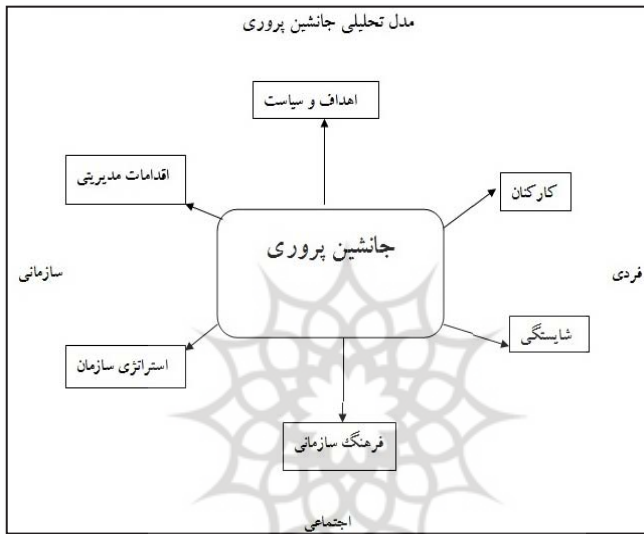 مدل تحلیلی جانشین پروری
اهداف و سیاست
اقدامات مدیریتی
کارکنان
جانشین پروری
سازمانی
فردی
شایستگی
استراتژی سازمان
فرهنگ سازمانی
اجتماعی